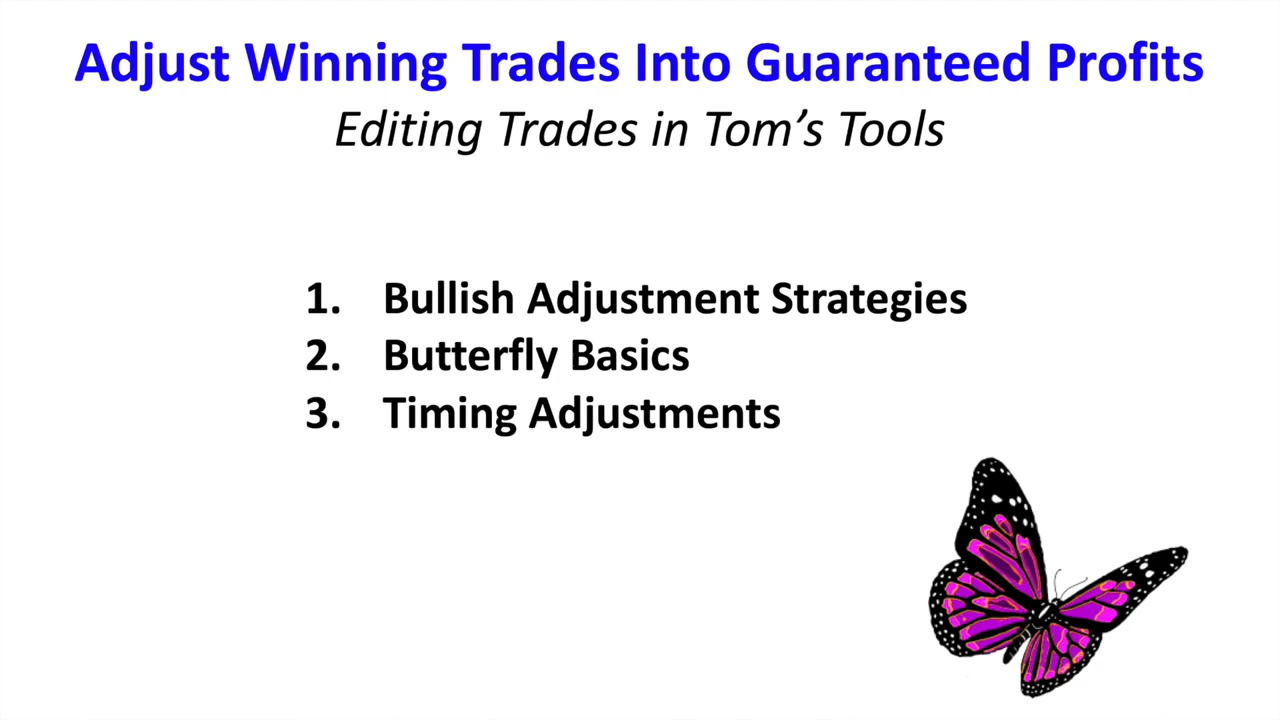 Adjust Winning Trades Into Guaranteed Profits
Editing Trades in Tom’s Tools
1. Bullish Adjustment Strategies
2. Butterfly Basics
3. Timing Adjustments